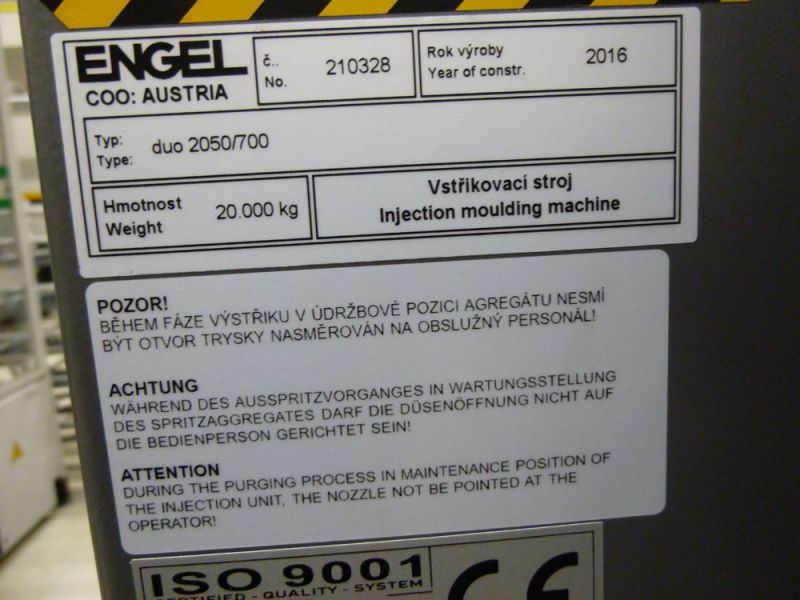 ENGEL
COO: AUSTRIA
č..
No.
210328
Rok výroby
Year of constr.
2016
Typ:
Type:
duo 2050/700
Hmotnost
Weight
20.000 kg
Vstřikovací stroj
Injection moulding machine
POZOR!
BĚHEM FÁZE VÝSTŘIKU V ÚDRŽBOVÉ POZICI AGREGÁTU NESMÍ
BÝT OTVOR TRYSKY NASMĚROVÁN NA OBSLUŽNÝ PERSONÁL!
ACHTUNG
WÄHREND DES AUSSPRITZVORGANGES IN WARTUNGSSTELLUNG
DES SPRITZAGGREGATES DARF DIE DÜSENÖFFNUNG NICHT AUF
DIE BEDIENPERSON GERICHTET SEIN!
ATTENTION
DURING THE PURGING PROCESS IN MAINTENANCE POSITION OF
THE INJECTION UNIT, THE NOZZLE NOT BE POINTED AT THE
OPERATOR!
ISO 9001
CERTIFIED - QUALITY - SYSTEM
CE